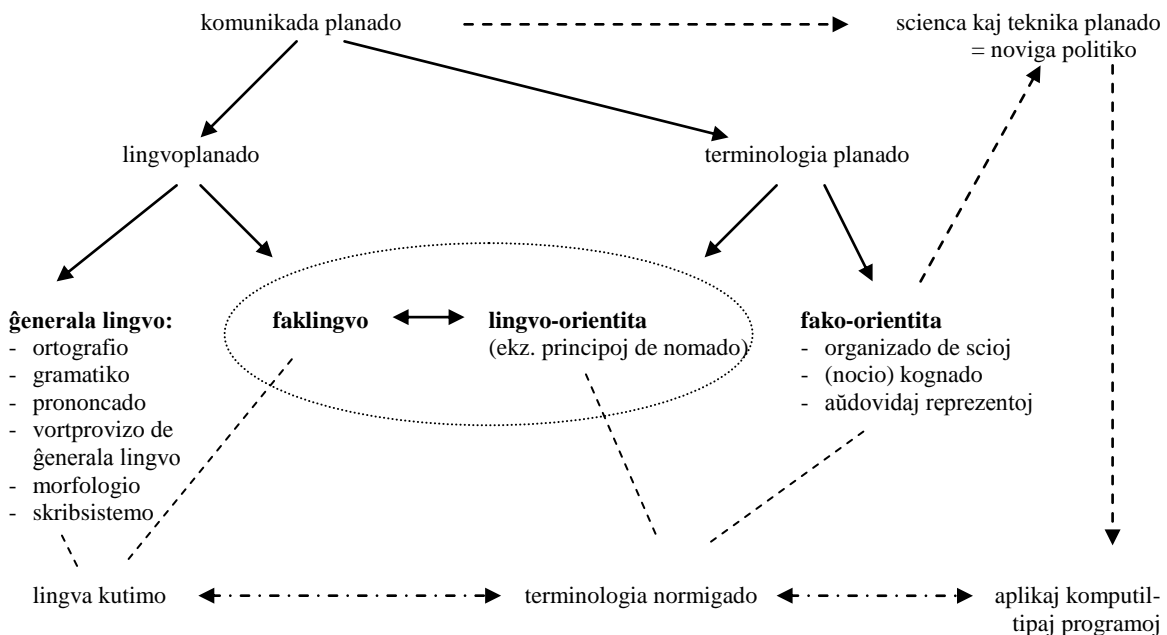 komunikada planado
scienca kaj teknika planado
= noviga politiko
lingvoplanado
terminologia planado
ĝenerala lingvo:
- ortografio
- gramatiko
- prononcado
- vortprovizo de
ĝenerala lingvo
- morfologio
- skribsistemo
faklingvo
lingvo-orientita
(ekz. principoj de nomado)
fako-orientita
- organizado de scioj
- (nocio) kognado
- aŭdovidaj reprezentoj
lingva kutimo
terminologia normigado
aplikaj komputil-
tipaj programoj